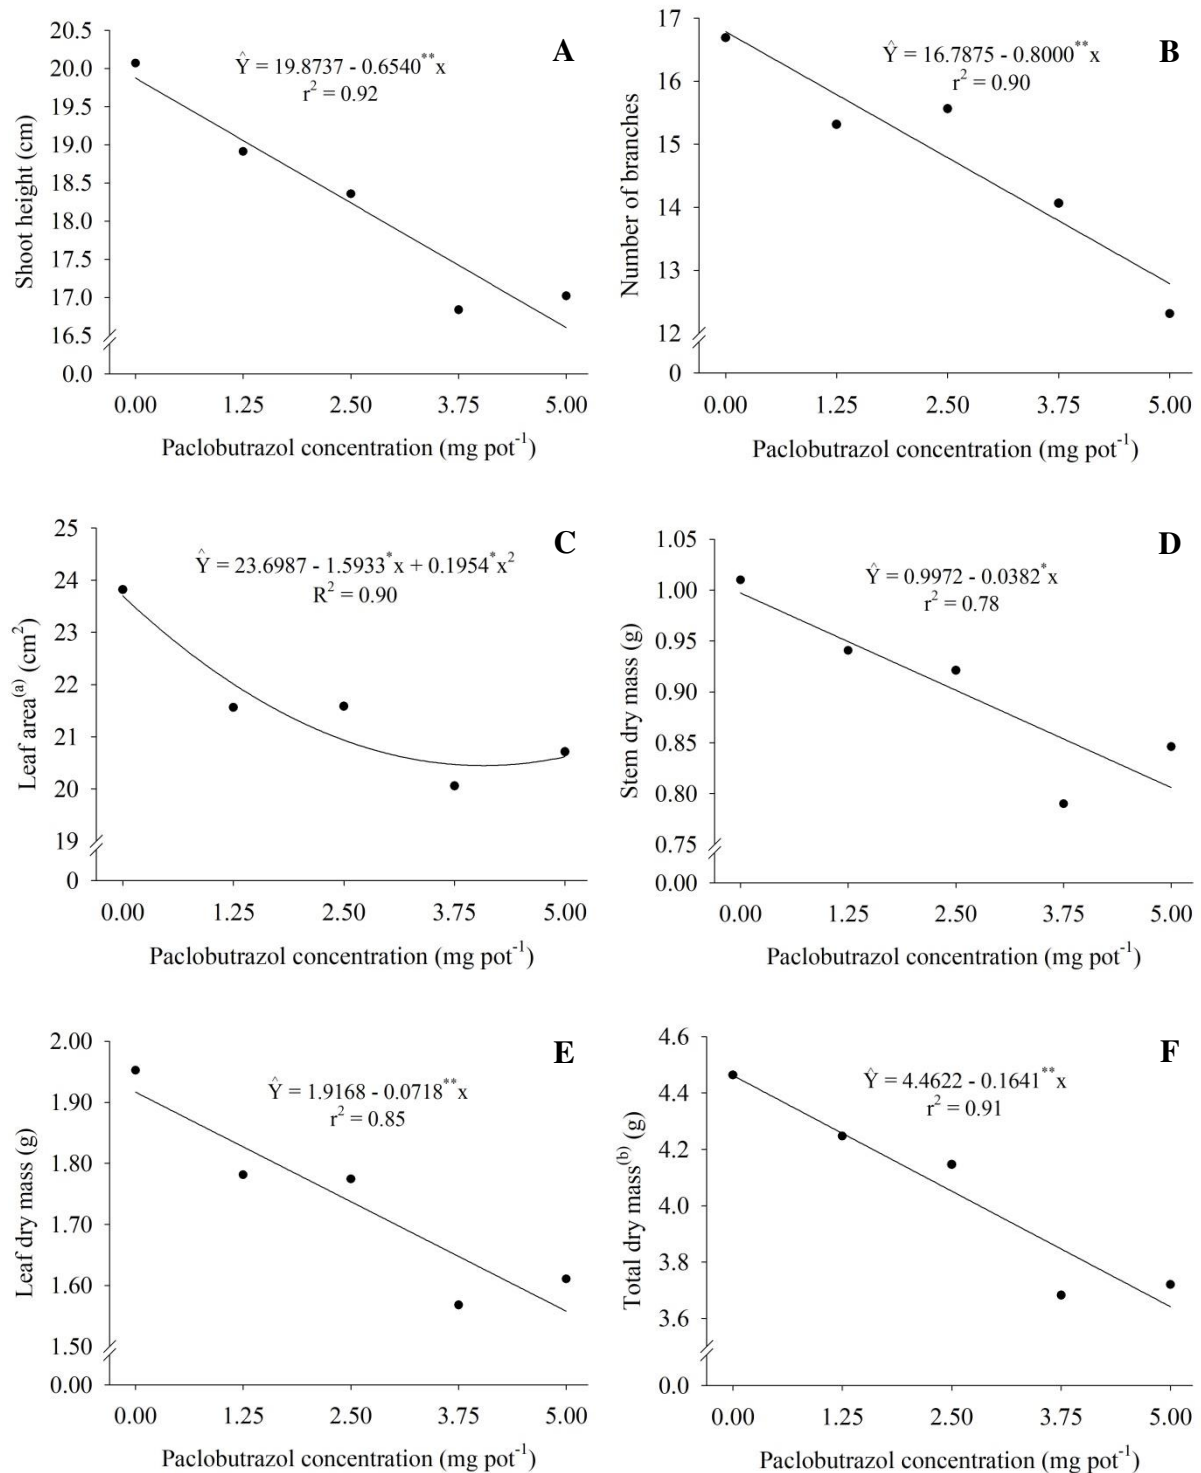 A
Ŷ = 19.8737 - 0.6540**x
r² = 0.92
Shoot height (cm)
20.5
20.0
19.5
19.0
18.5
18.0
17.5
17.0
16.5
0.0
0.00 1.25 2.50 3.75 5.00
Paclobutrazol concentration (mg pot⁻¹)
B
Ŷ = 16.7875 - 0.8000**x
r² = 0.90
Number of branches
17
16
15
14
13
12
0
0.00 1.25 2.50 3.75 5.00
Paclobutrazol concentration (mg pot⁻¹)
C
Ŷ = 23.6987 - 1.5933*x + 0.1954*x²
R² = 0.90
Leaf area⁽ᵃ⁾ (cm²)
25
24
23
22
21
20
19
0
0.00 1.25 2.50 3.75 5.00
Paclobutrazol concentration (mg pot⁻¹)
D
Ŷ = 0.9972 - 0.0382*x
r² = 0.78
Stem dry mass (g)
1.05
1.00
0.95
0.90
0.85
0.80
0.75
0.00
0.00 1.25 2.50 3.75 5.00
Paclobutrazol concentration (mg pot⁻¹)
E
Ŷ = 1.9168 - 0.0718**x
r² = 0.85
Leaf dry mass (g)
2.00
1.90
1.80
1.70
1.60
1.50
0.00
0.00 1.25 2.50 3.75 5.00
Paclobutrazol concentration (mg pot⁻¹)
F
Ŷ = 4.4622 - 0.1641**x
r² = 0.91
Total dry mass⁽ᵇ⁾ (g)
4.6
4.4
4.2
4.0
3.8
3.6
0.0
0.00 1.25 2.50 3.75 5.00
Paclobutrazol concentration (mg pot⁻¹)